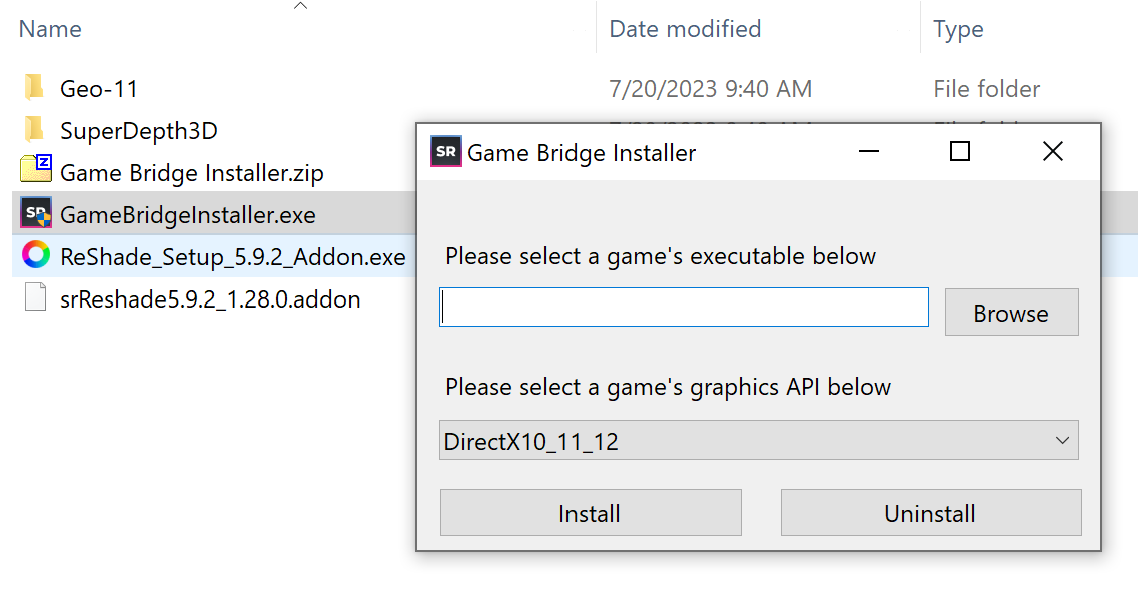 Name Date modified Type
Geo-11 7/20/2023 9:40 AM File folder
SuperDepth3D
Game Bridge Installer.zip
GameBridgeInstaller.exe
ReShade_Setup_5.9.2_Addon.exe
srReshade5.9.2_1.28.0.addon
SR Game Bridge Installer
Please select a game's executable below
Browse
Please select a game's graphics API below
DirectX10_11_12
Install Uninstall